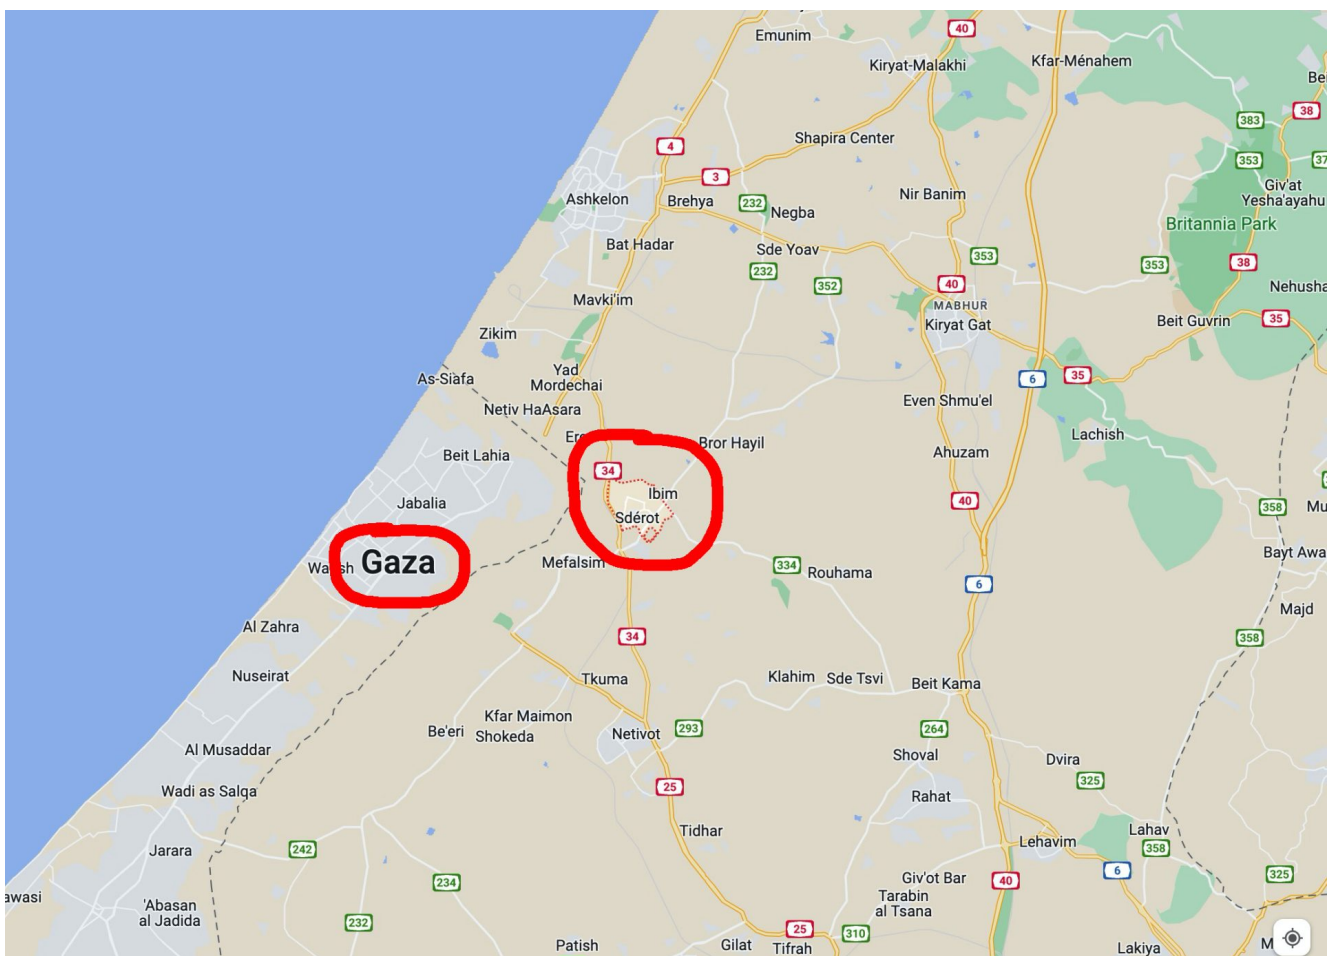 Emunim
40
Kiryat-Malakhi
Kfar-Ménahem
38
383
4
Shapira Center
353
3
Giv'at
Yesha'ayahu
Ashkelon
Brehya
232
Negba
Nir Banim
Britannia Park
Bat Hadar
Sde Yoav
353
353
38
232
352
40
Nehusha
Mavki'im
MABHUR
Kiryat Gat
Beit Guvrin
35
Zikim
Yad
Mordechai
As-Siafa
6
35
Netiv HaAsara
Even Shmu'el
Bror Hayil
Lachish
Beit Lahia
Ahuzam
34
Ibim
Jabalia
40
358
Mu
Sdérot
Gaza
Mefalsim
334
Rouhama
6
Bayt Awa
Majd
Al Zahra
34
358
Nuseirat
Tkuma
Klahim
Sde Tsvi
Beit Kama
Kfar Maimon
Be'eri
Shokeda
Netivot
293
264
Al Musaddar
Shoval
Dvira
Wadi as Salqa
25
325
Rahat
Tidhar
Lahav
Jarara
242
Lehavim
358
234
Giv'ot Bar
40
6
325
awasi
'Abasan
al Jadida
232
Tarabin
al Tsana
25
310
Patish
Gilat
Tifrah
Lakiya
M